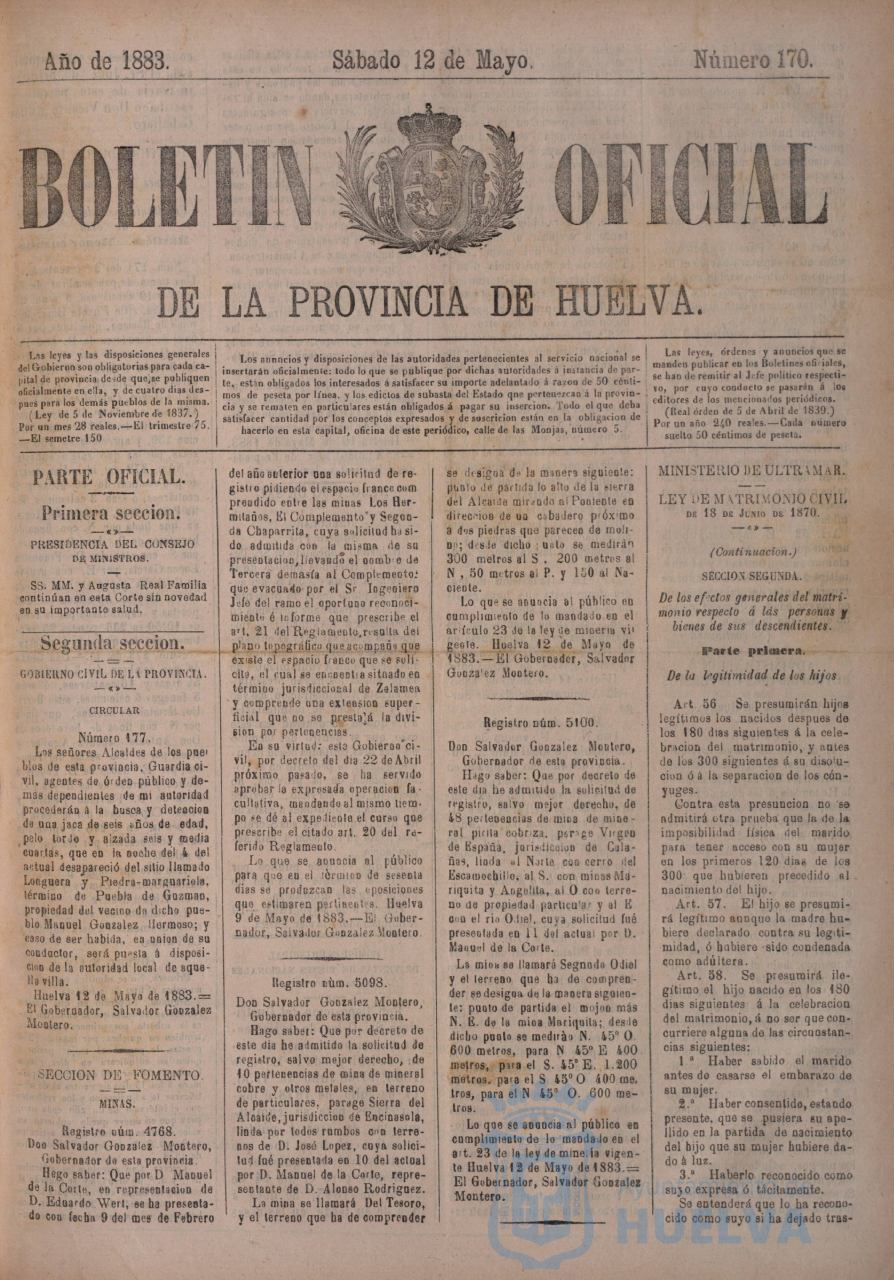 Año de 1883.
Sábado 12 de Mayo.
Número 170.
BOLETIN OFICIAL
DE LA PROVINCIA DE HUELVA.
Las leyes y las disposiciones generales
del Gobierno son obligatorias para cada ca-
pital de provincia desde que se publiquen
oficialmente en ella, y de cuatro dias des-
pues para los demás pueblos de la misma.
(Ley de 5 de Noviembre de 1837.)
Por un mes 28 reales.—El trimestre 75.
—El semetre 150
Los anuncios y disposiciones de las autoridades pertenecientes al servicio nacional se
insertarán oficialmente: todo lo que se publique por dichas autoridades á instancia de par-
te, están obligados los interesados á satisfacer su importe adelantado á razon de 50 cénti-
mos de peseta por línea, y los edictos de subasta del Estado que pertenezcan á la provin-
cia y se rematen en particulares están obligados á pagar su insercion. Todo el que deba
satisfacer cantidad por los conceptos expresados y de suscricion están en la obligacion de
hacerlo en esta capital, oficina de este periódico, calle de las Monjas, número 5.
Las leyes, órdenes y anuncios que se
manden publicar en los Boletines oficiales,
se han de remitir al Jefe político respecti-
vo, por cuyo conducto se pasarán á los
editores de los mencionados periódicos.
(Real órden de 5 de Abril de 1839.)
Por un año 240 reales.—Cada número
suelto 50 céntimos de peseta.
PARTE OFICIAL.
Primera seccion.
PRESIDENCIA DEL CONSEJO
DE MINISTROS.
SS. MM. y Augusta Real Familia
continúan en esta Corte sin novedad
en su importante salud.
Segunda seccion.
GOBIERNO CIVIL DE LA PROVINCIA.
CIRCULAR
Número 177.
Los señores Alcaldes de los pue-
blos de esta provincia, Guardia ci-
vil, agentes de órden público y de-
más dependientes de mi autoridad
procederán á la busca y detencion
de una jaca de seis años de edad,
pelo tordo y alzada seis y media
cuartas, que en la noche del 4 del
actual desapareció del sitio llamado
Longuera y Piedra-marguariela,
término de Puebla de Guzman,
propiedad del vecino de dicho pue-
blo Manuel Gonzalez Hermoso; y
caso de ser habida, en union de su
conductor, será puesta á disposi-
cion de la autoridad local de aque-
lla villa.
Huelva 12 de Mayo de 1883.=
El Gobernador, Salvador Gonzalez
Montero.
SECCION DE FOMENTO.
MINAS.
Registro núm. 4768.
Don Salvador Gonzalez Montero,
Gobernador de esta provincia.
Hago saber: Que por D Manuel
de la Corte, en representacion de
D. Eduardo Wert, se ha presenta-
do con fecha 9 del mes de Febrero
del año anterior una solicitud de re-
gistro pidiendo el espacio franco com
prendido entre las minas Los Her-
mitaños, El Complemento y Segun-
da Chaparrita, cuya solicitud ha si-
do admitida con la misma de su
presentacion, llevando el nombre de
Tercera demasía al Complemento:
que evacuado por el Sr Ingeniero
Jefe del ramo el oportuno reconoci-
miento é informe que prescribe el
art. 21 del Reglamento, resulta del
plano topográfico que acompaña que
existe el espacio franco que se soli-
cita, el cual se encuentra situado en
término jurisdiccional de Zalamea
y comprende una extension super-
ficial que no se presta á la divi-
sion por pertenencias.
En su virtud: este Gobierno ci-
vil, por decreto del dia 22 de Abril
próximo pasado, se ha servido
aprobar la expresada operacion fa-
cultativa, mandando al mismo tiem-
po se dé al expediente el curso que
prescribe el citado art. 20 del re-
ferido Reglamento.
Lo que se anuncia al público
para que en el término de sesenta
dias se produzcan las oposiciones
que estimaren pertinentes. Huelva
9 de Mayo de 1883.—El Gober-
nador, Salvador Gonzalez Montero.
Registro núm. 5098.
Don Salvador Gonzalez Montero,
Gobernador de esta provincia.
Hago saber: Que por decreto de
este dia he admitido la solicitud de
registro, salvo mejor derecho, de
10 pertenencias de mina de mineral
cobre y otros metales, en terreno
de particulares, parage Sierra del
Alcaide, jurisdiccion de Encinasola,
linda por todos rumbos con terre-
nos de D. José Lopez, cuya solici-
tud fué presentada en 10 del actual
por D. Manuel de la Corte, repre-
sentante de D. Alonso Rodriguez.
La mina se llamará Del Tesoro,
y el terreno que ha de comprender
se designa de la manera siguiente:
punto de partida lo alto de la sierra
del Alcaide mirando al Poniente en
direccion de un cabadero próximo
á dos piedras que parecen de moli-
no; desde dicho punto se medirán
300 metros al S, 200 metros al
N, 50 metros al P. y 150 al Na-
ciente.
Lo que se anuncia al público en
cumplimiento de lo mandado en el
artículo 23 de la ley de mineria vi-
gente. Huelva 12 de Mayo de
1883.—El Gobernador, Salvador
Gonzalez Montero.
Registro núm. 5100.
Don Salvador Gonzalez Montero,
Gobernador de esta provincia.
Hago saber: Que por decreto de
este dia he admitido la solicitud de
registro, salvo mejor derecho, de
48 pertenencias de mina de mine-
ral pirita cobriza, parage Virgen
de España, jurisdiccion de Cala-
ñas, linda al Norte con cerro del
Escamochillo, al S. con minas Ma-
riquita y Angelita, al O con terre-
no de propiedad particular y al E
con el rio Odiel, cuya solicitud fué
presentada en 11 del actual por D.
Manuel de la Corte.
La mina se llamará Segundo Odiel
y el terreno que ha de compren-
der se designa de la manera siguien-
te: punto de partida el mojon más
N. E. de la mina Mariquita; desde
dicho punto se medirán N. 45° O.
600 metros, para N 45° E 400
metros, para el S. 45° E. 1.200
metros, para el S 45° O 400 me-
tros, para el N 45° O. 600 me-
tros.
Lo que se anuncia al público en
cumplimiento de lo mandado en el
art. 23 de la ley de minería vigen-
te Huelva 12 de Mayo de 1883.=
El Gobernador, Salvador Gonzalez
Montero.
MINISTERIO DE ULTRAMAR.
LEY DE MATRIMONIO CIVIL
DE 18 DE JUNIO DE 1870.
(Continuacion.)
SECCION SEGUNDA.
De los efectos generales del matri-
monio respecto á las personas y
bienes de sus descendientes.
Parte primera.
De la legitimidad de los hijos
Art. 56 Se presumirán hijos
legítimos los nacidos despues de
los 180 dias siguientes á la cele-
bracion del matrimonio, y antes
de los 300 siguientes á su disolu-
cion ó á la separacion de los cón-
yuges.
Contra esta presuncion no se
admitirá otra prueba que la de la
imposibilidad física del marido
para tener acceso con su mujer
en los primeros 120 dias de los
300 que hubieren precedido al
nacimiento del hijo.
Art. 57. El hijo se presumi-
rá legítimo aunque la madre hu-
biere declarado contra su legiti-
midad, ó hubiere sido condenada
como adúltera.
Art. 58. Se presumirá ile-
gítimo el hijo nacido en los 180
dias siguientes á la celebracion
del matrimonio, á no ser que con-
curriere alguna de las circunstan-
cias siguientes:
1.ª Haber sabido el marido
antes de casarse el embarazo de
su mujer.
2.ª Haber consentido, estando
presente, que se pusiera su ape-
llido en la partida de nacimiento
del hijo que su mujer hubiere da-
do á luz.
3.ª Haberlo reconocido como
suyo expresa ó tácitamente.
Se entenderá que lo ha recono-
cido como suyo si ha dejado tras-
HUELVA